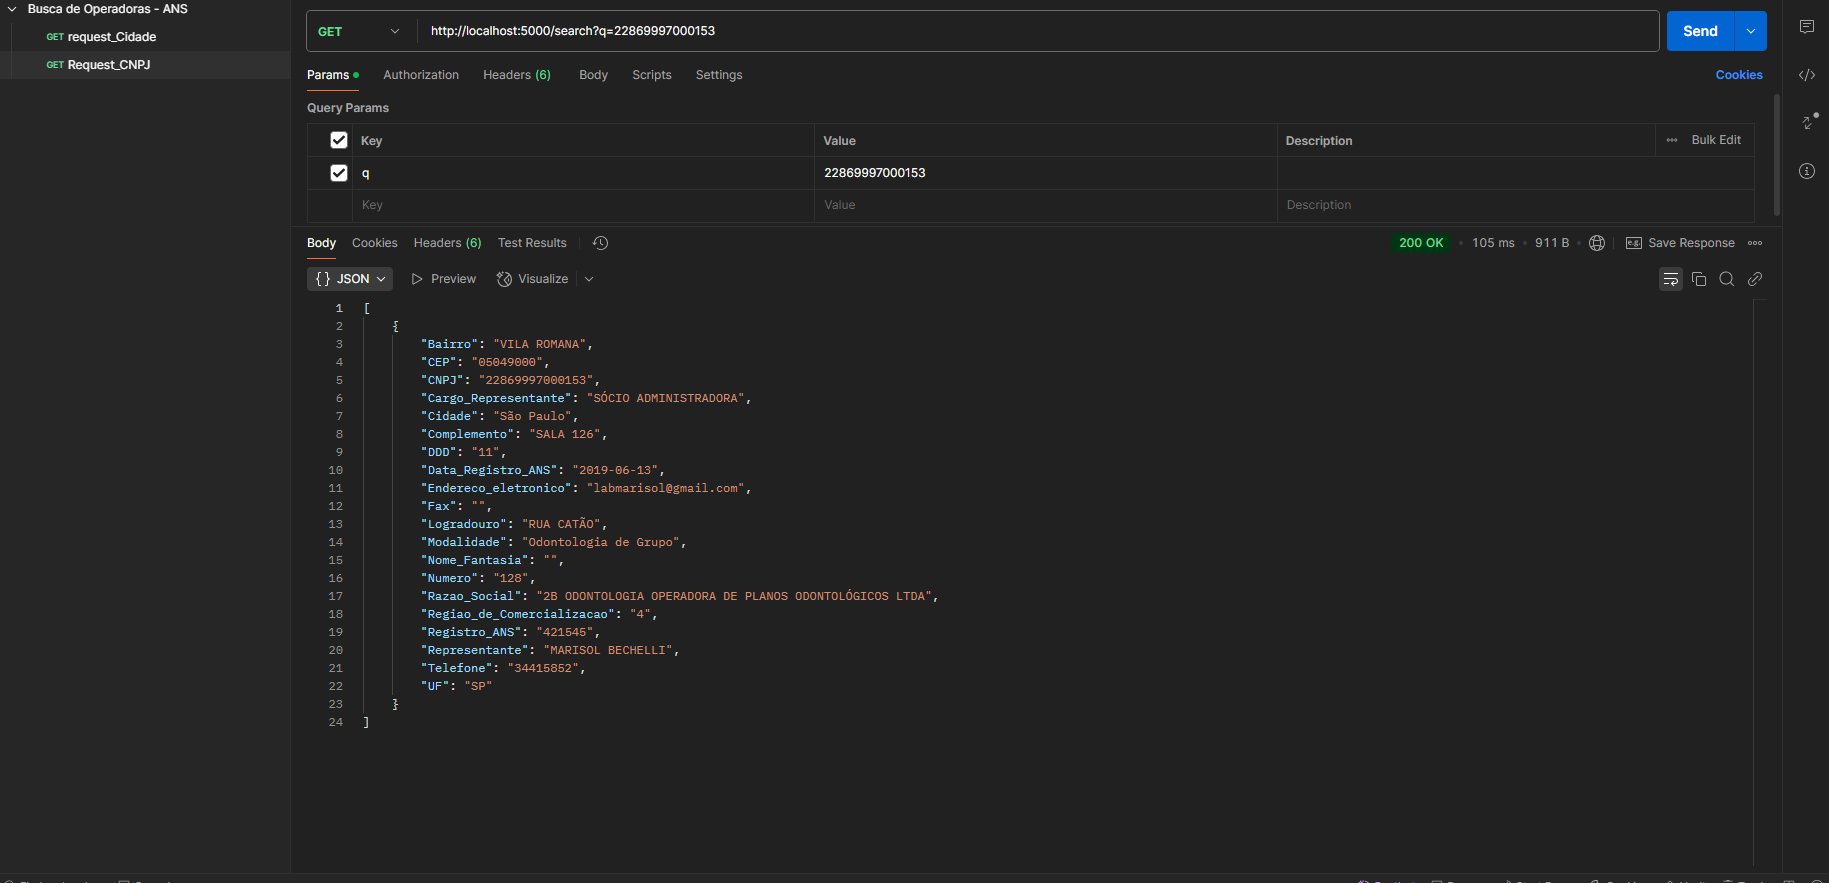 Busca de Operadoras - ANS
GET request_Cidade
GET Request_CNPJ
GET http://localhost:5000/search?q=22869997000153 Send
Params Authorization Headers (6) Body Scripts Settings Cookies
Query Params
Key Value Description ••• Bulk Edit
q 22869997000153
Key Value Description
Body Cookies Headers (6) Test Results 200 OK • 105 ms • 911 B • e.g. Save Response
{} JSON Preview Visualize
1 [
2 {
3 "Bairro": "VILA ROMANA",
4 "CEP": "05049000",
5 "CNPJ": "22869997000153",
6 "Cargo_Representante": "SÓCIO ADMINISTRADORA",
7 "Cidade": "São Paulo",
8 "Complemento": "SALA 126",
9 "DDD": "11",
10 "Data_Registro_ANS": "2019-06-13",
11 "Endereco_eletronico": "labmarisol@gmail.com",
12 "Fax": "",
13 "Logradouro": "RUA CATÃO",
14 "Modalidade": "Odontologia de Grupo",
15 "Nome_Fantasia": "",
16 "Numero": "128",
17 "Razao_Social": "2B ODONTOLOGIA OPERADORA DE PLANOS ODONTOLÓGICOS LTDA",
18 "Regiao_de_Comercializacao": "4",
19 "Registro_ANS": "421545",
20 "Representante": "MARISOL BECHELLI",
21 "Telefone": "34415852",
22 "UF": "SP"
23 }
24 ]